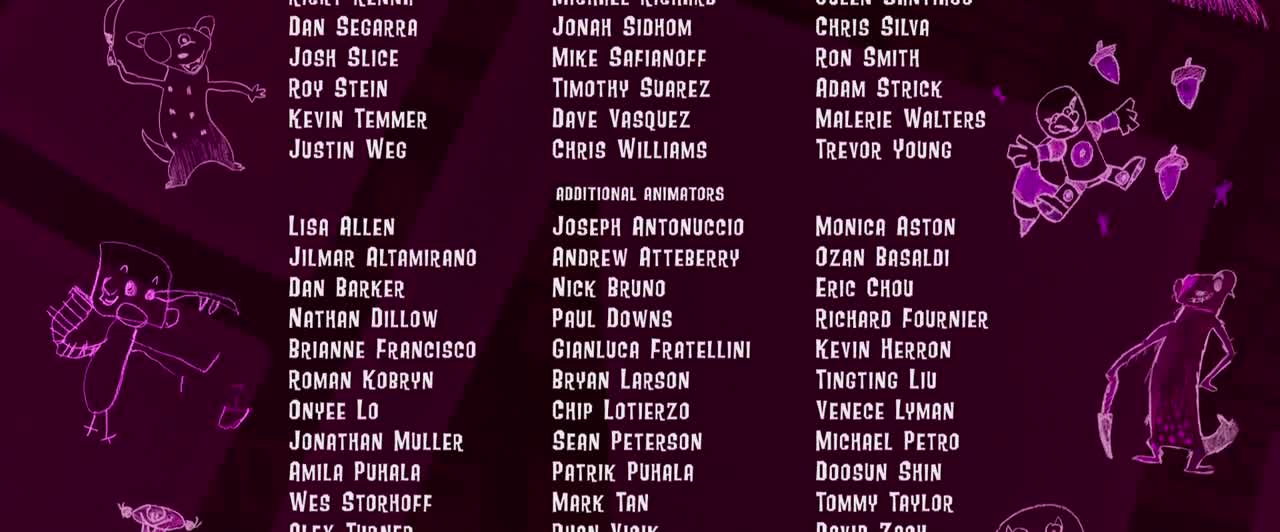 Dan Segarra Jonah Sidhom Chris Silva
Josh Slice Mike Safianoff Ron Smith
Roy Stein Timothy Suarez Adam Strick
Kevin Temmer Dave Vasquez Malerie Walters
Justin Weg Chris Williams Trevor Young
Additional Animators
Lisa Allen Joseph Antonuccio Monica Aston
Jilmar Altamirano Andrew Atteberry Ozan Basaldi
Dan Barker Nick Bruno Eric Chou
Nathan Dillow Paul Downs Richard Fournier
Brianne Francisco Gianluca Fratellini Kevin Herron
Roman Kobryn Bryan Larson Tingting Liu
Onyee Lo Chip Lotierzo Venece Lyman
Jonathan Muller Sean Peterson Michael Petro
Amila Puhala Patrik Puhala Doosun Shin
Wes Storhoff Mark Tan Tommy Taylor